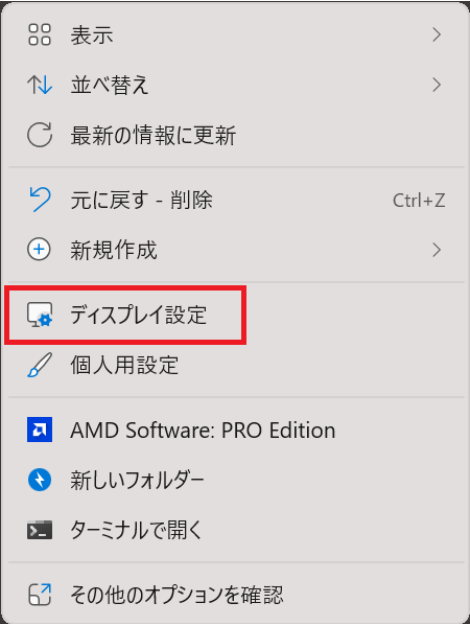 表示
並べ替え
最新の情報に更新
元に戻す - 削除 Ctrl+Z
新規作成
ディスプレイ設定
個人用設定
AMD Software: PRO Edition
新しいフォルダー
ターミナルで開く
その他のオプションを確認